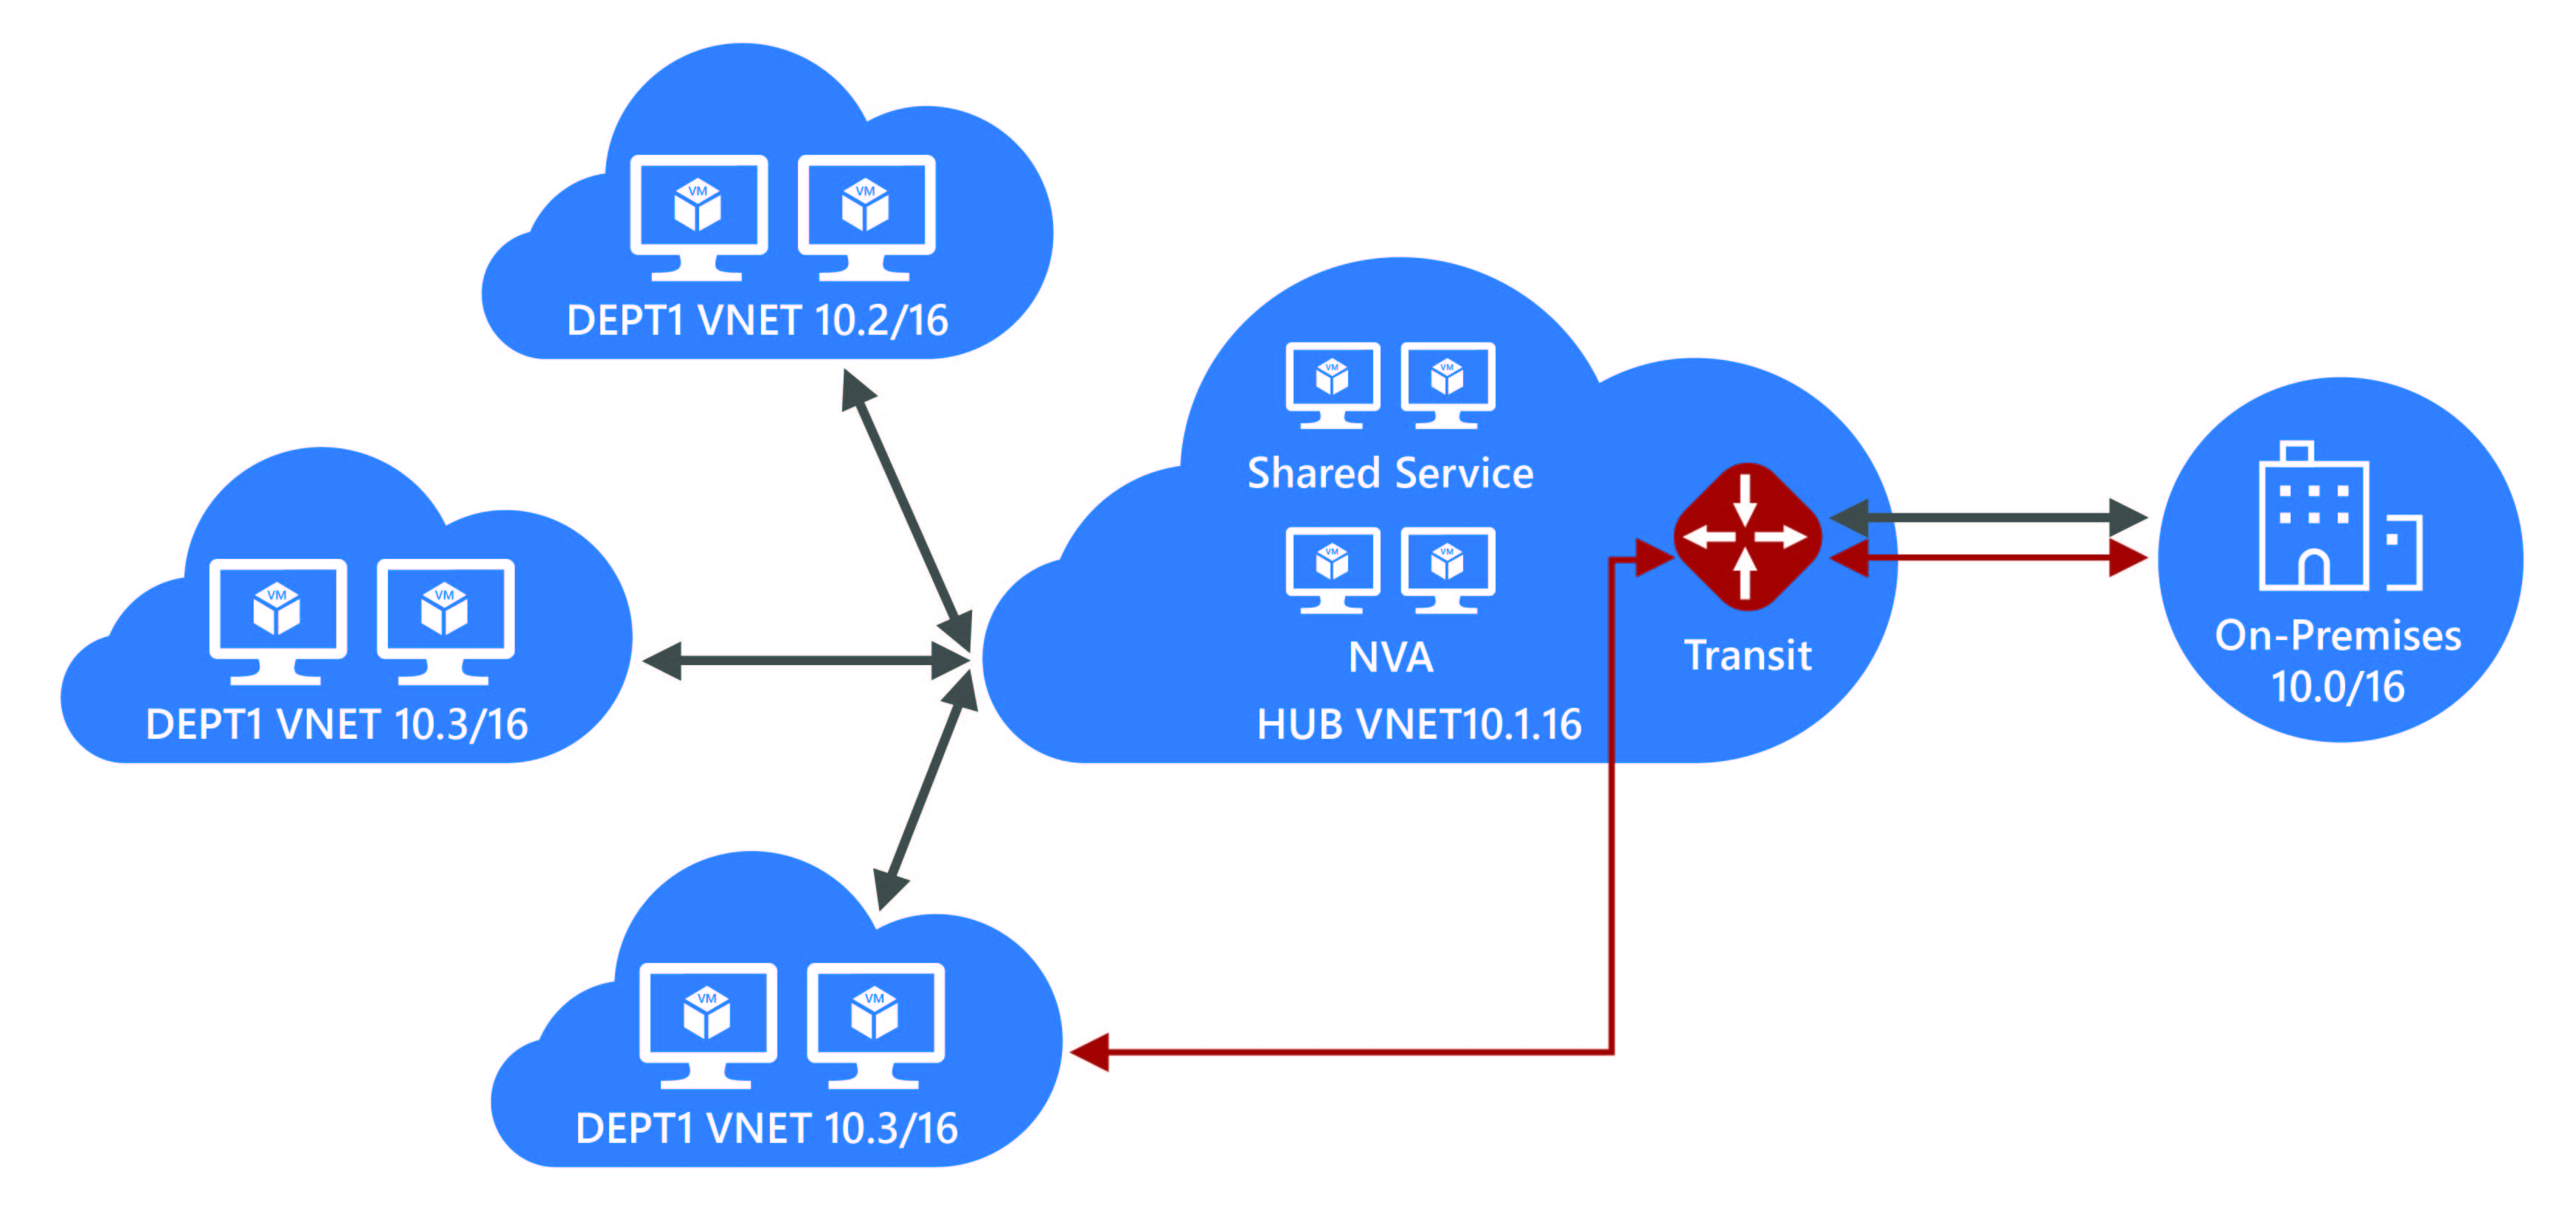 VM VM
DEPT1 VNET 10.2/16
VM VM
DEPT1 VNET 10.3/16
VM VM
DEPT1 VNET 10.3/16
VM VM
Shared Service
VM VM
NVA
HUB VNET10.1.16
Transit
On-Premises
10.0/16